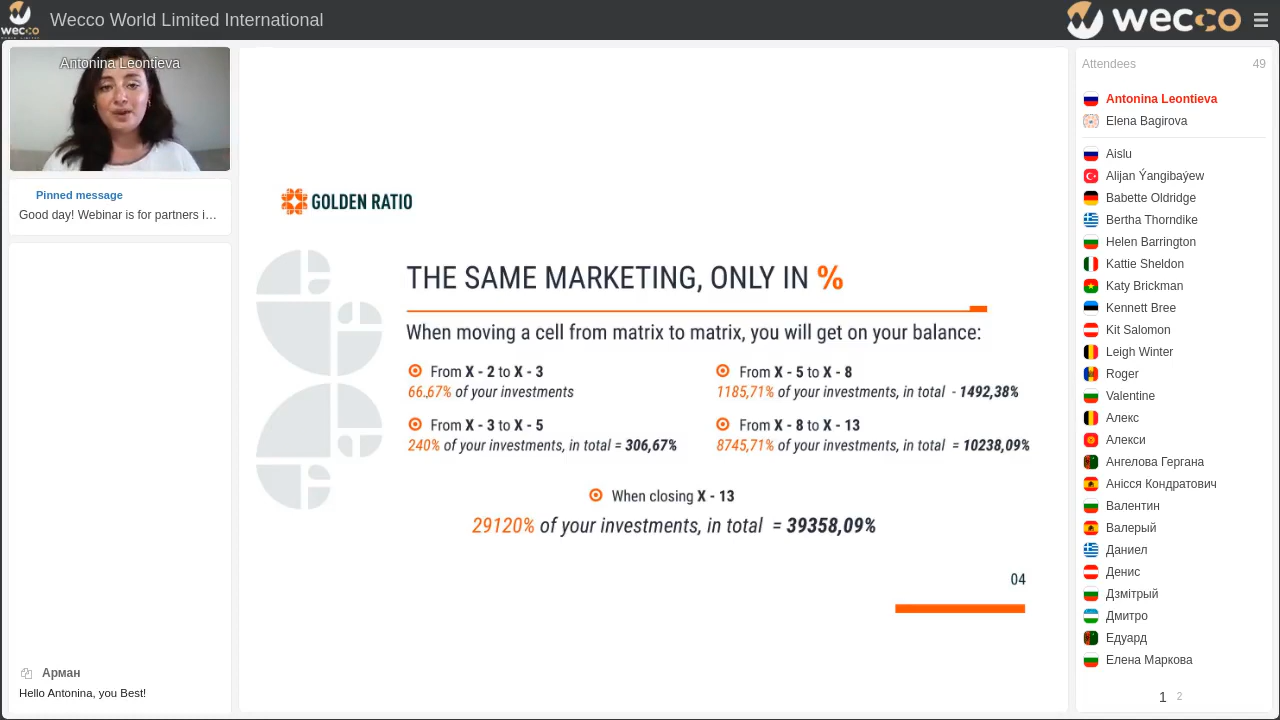 wecco
Wecco World Limited International
wecco
Antonina Leontieva
Pinned message
Good day! Webinar is for partners i…
Арман
Hello Antonina, you Best!
GOLDEN RATIO
THE SAME MARKETING, ONLY IN %
When moving a cell from matrix to matrix, you will get on your balance:
From X - 2 to X - 3
66,67% of your investments
From X - 3 to X - 5
240% of your investments, in total = 306,67%
From X - 5 to X - 8
1185,71% of your investments, in total - 1492,38%
From X - 8 to X - 13
8745,71% of your investments, in total = 10238,09%
When closing X - 13
29120% of your investments, in total = 39358,09%
04
Attendees 49
Antonina Leontieva
Elena Bagirova
Aislu
Alijan Ýangibaýew
Babette Oldridge
Bertha Thorndike
Helen Barrington
Kattie Sheldon
Katy Brickman
Kennett Bree
Kit Salomon
Leigh Winter
Roger
Valentine
Алекс
Алекси
Ангелова Гергана
Анісся Кондратович
Валентин
Валерый
Даниел
Денис
Дзмітрый
Дмитро
Едуард
Елена Маркова
1 2